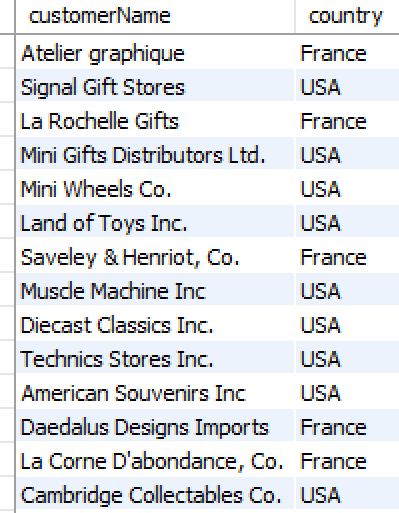 customerName country
Atelier graphique France
Signal Gift Stores USA
La Rochelle Gifts France
Mini Gifts Distributors Ltd. USA
Mini Wheels Co. USA
Land of Toys Inc. USA
Saveley & Henriot, Co. France
Muscle Machine Inc USA
Diecast Classics Inc. USA
Technics Stores Inc. USA
American Souvenirs Inc USA
Daedalus Designs Imports France
La Corne D'abondance, Co. France
Cambridge Collectables Co. USA